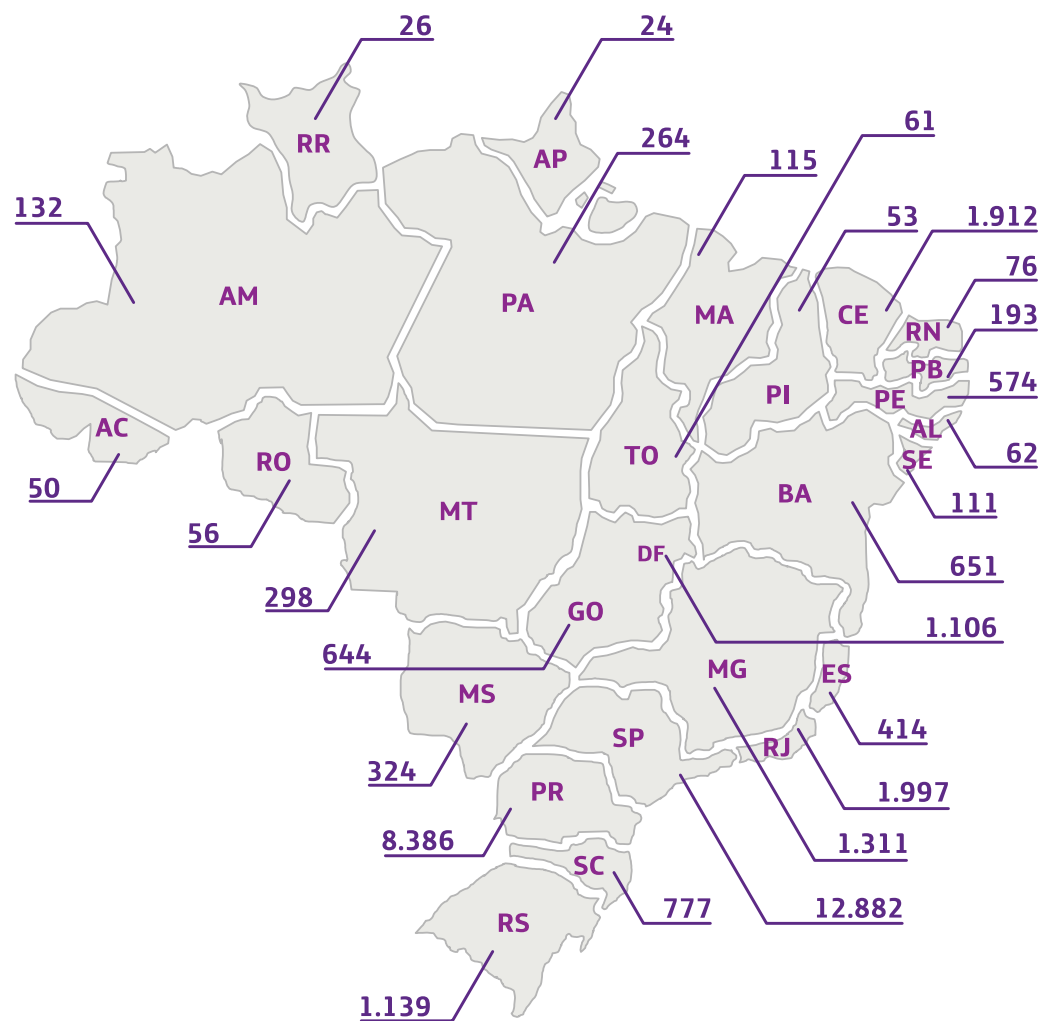 26
24
61
264
RR
AP
115
132
53
1.912
76
AM
PA
MA
CE
193
RN
PB
574
PI
PE
AC
AL
TO
62
RO
SE
50
BA
111
MT
56
DF
651
298
GO
1.106
644
MG
ES
MS
SP
414
RJ
324
PR
1.997
8.386
1.311
SC
777
12.882
RS
1.139